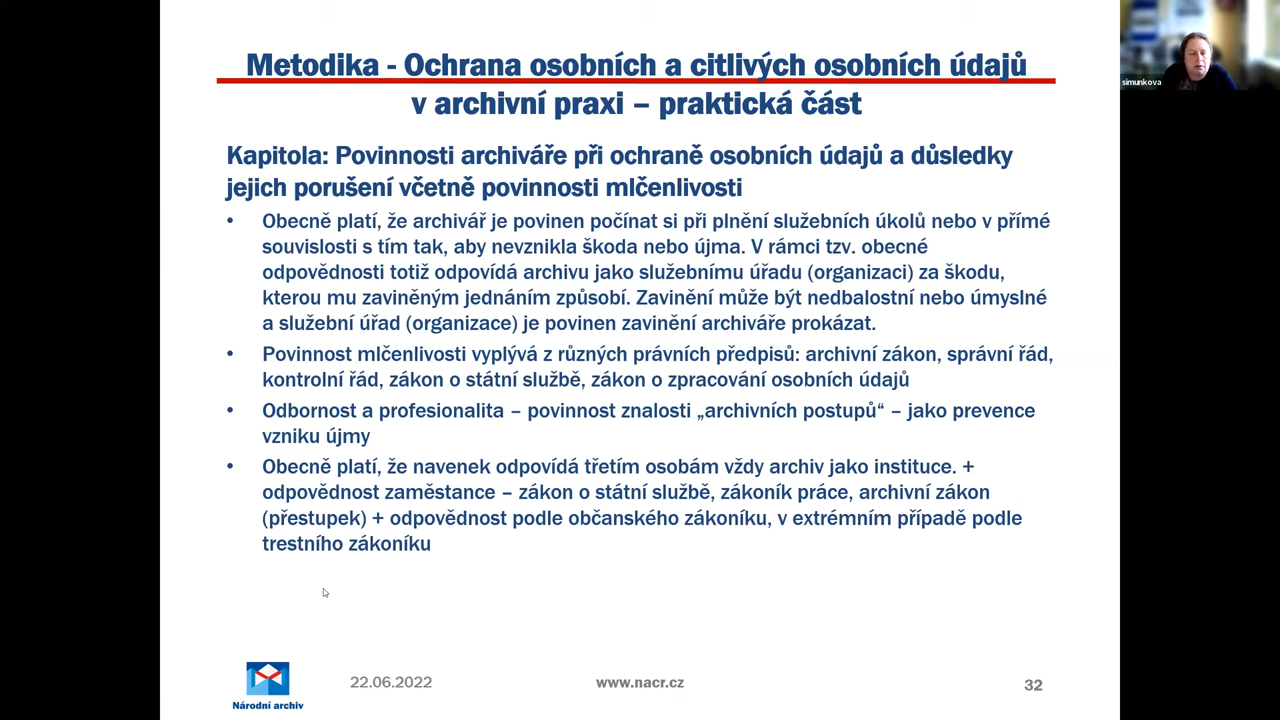 Metodika - Ochrana osobních a citlivých osobních údajů
v archivní praxi – praktická část
simunkova
Kapitola: Povinnosti archiváře při ochraně osobních údajů a důsledky
jejich porušení včetně povinnosti mlčenlivosti
• Obecně platí, že archivář je povinen počínat si při plnění služebních úkolů nebo v přímé
souvislosti s tím tak, aby nevznikla škoda nebo újma. V rámci tzv. obecné
odpovědnosti totiž odpovídá archivu jako služebnímu úřadu (organizaci) za škodu,
kterou mu zaviněným jednáním způsobí. Zavinění může být nedbalostní nebo úmyslné
a služební úřad (organizace) je povinen zavinění archiváře prokázat.
• Povinnost mlčenlivosti vyplývá z různých právních předpisů: archivní zákon, správní řád,
kontrolní řád, zákon o státní službě, zákon o zpracování osobních údajů
• Odbornost a profesionalita – povinnost znalosti „archivních postupů“ – jako prevence
vzniku újmy
• Obecně platí, že navenek odpovídá třetím osobám vždy archiv jako instituce. +
odpovědnost zaměstance – zákon o státní službě, zákoník práce, archivní zákon
(přestupek) + odpovědnost podle občanského zákoníku, v extrémním případě podle
trestního zákoníku
Národní archiv
22.06.2022
www.nacr.cz
32